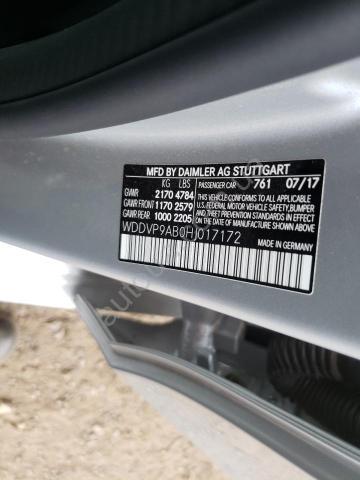 MFD BY DAIMLER AG STUTTGART
KG LBS PASSENGER CAR 761 07/17
GVWR 2170 4784
GAWR FRONT 1170 2579
GAWR REAR 1000 2205
THIS VEHICLE CONFORMS TO ALL APPLICABLE
U.S. FEDERAL MOTOR VEHICLE SAFETY, BUMPER
AND THEFT PREVENTION STANDARDS IN EFFECT
ON THE DATE OF MANUFACTURE SHOWN ABOVE.
WDDVP9AB0HJ017172
MADE IN GERMANY